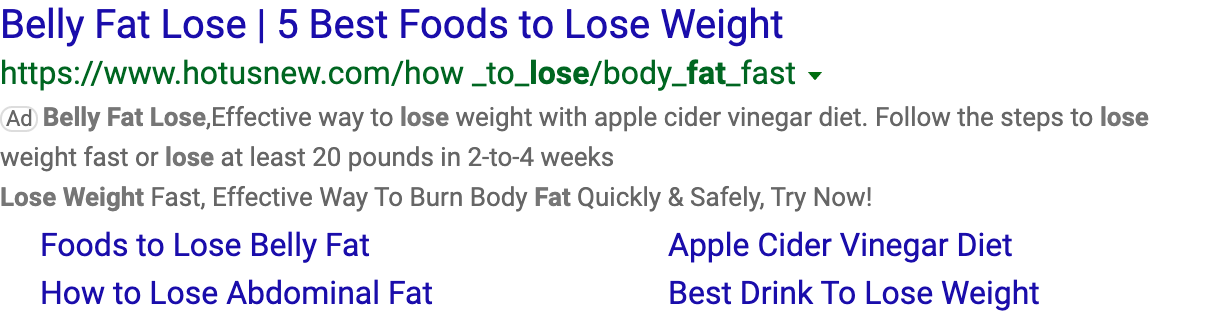 Belly Fat Lose | 5 Best Foods to Lose Weight
https://www.hotusnew.com/how _to_lose/body_fat_fast
Ad Belly Fat Lose,Effective way to lose weight with apple cider vinegar diet. Follow the steps to lose
weight fast or lose at least 20 pounds in 2-to-4 weeks
Lose Weight Fast, Effective Way To Burn Body Fat Quickly & Safely, Try Now!
Foods to Lose Belly Fat Apple Cider Vinegar Diet
How to Lose Abdominal Fat Best Drink To Lose Weight